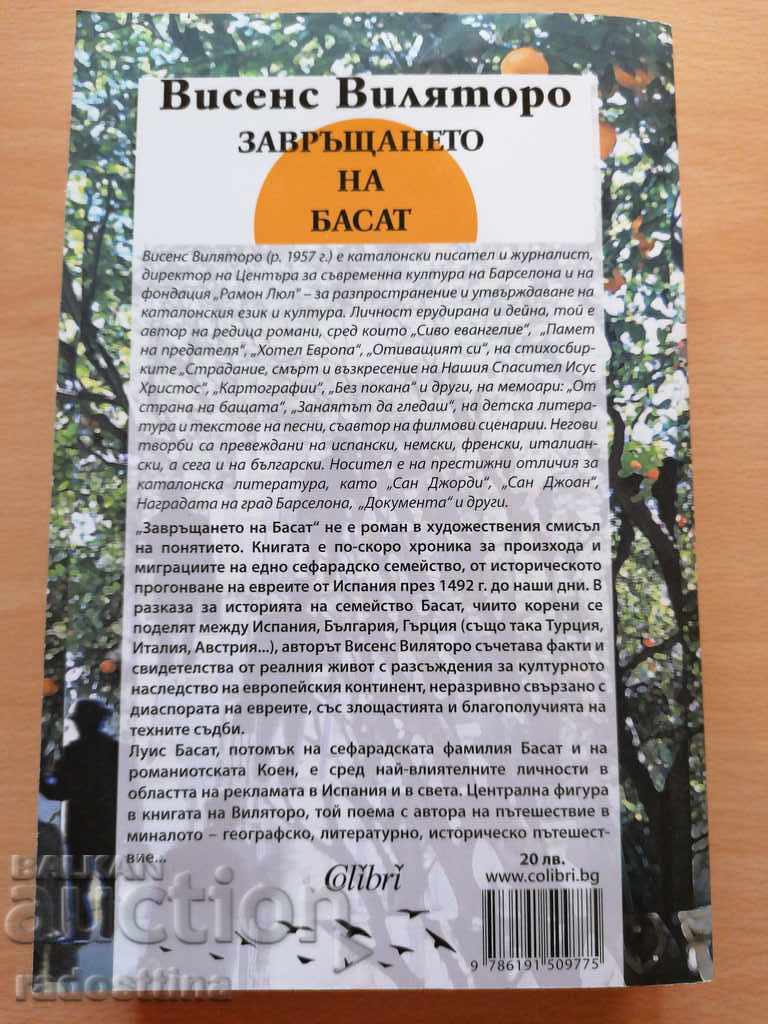 Висенс Виляторо
ЗАВРЪЩАНЕТО
НА
БАСАТ
Висенс Виляторо (р. 1957 г.) е каталонски писател и журналист,
директор на Центъра за съвременна култура на Барселона и на
фондация „Рамон Люл" – за разпространение и утвърждаване на
каталонския език и култура. Личност ерудирана и дейна, той е
автор на редица романи, сред които „Сиво евангелие“, „Памет
на предателя“, „Хотел Европа“, „Отиващият си“, на стихосбир-
ките „Страдание, смърт и възкресение на Нашия Спасител Исус
Христос“, „Картографии“, „Без покана“ и други, на мемоари: „От
страна на бащата“, „Занаятът да гледаш“, на детска литера-
тура и текстове на песни, съавтор на филмови сценарии. Негови
творби са превеждани на испански, немски, френски, италиан-
ски, а сега и на български. Носител е на престижни отличия за
каталонска литература, като „Сан Джорди“, „Сан Джоан“,
Наградата на град Барселона, „Документа“ и други.
„Завръщането на Басат“ не е роман в художествения смисъл
на понятието. Книгата е по-скоро хроника за произхода и
миграциите на едно сефарадско семейство, от историческото
прогонване на евреите от Испания през 1492 г. до наши дни. В
разказа за историята на семейство Басат, чиито корени се
поделят между Испания, България, Гърция (също така Турция,
Италия, Австрия...), авторът Висенс Виляторо съчетава факти и
свидетелства от реалния живот с разсъждения за културното
наследство на европейския континент, неразривно свързано с
диаспората на евреите, със злощастията и благополучията на
техните съдби.
Луис Басат, потомък на сефарадската фамилия Басат и на
романиотската Коен, е сред най-влиятелните личности в
областта на рекламата в Испания и в света. Централна фигура
в книгата на Виляторо, той поема с автора на пътешествие в
миналото – географско, литературно, историческо пътешест-
вие...
Colibri
20 лв.
www.colibri.bg
9 786191 509775
BALKAN
auction
radosttina